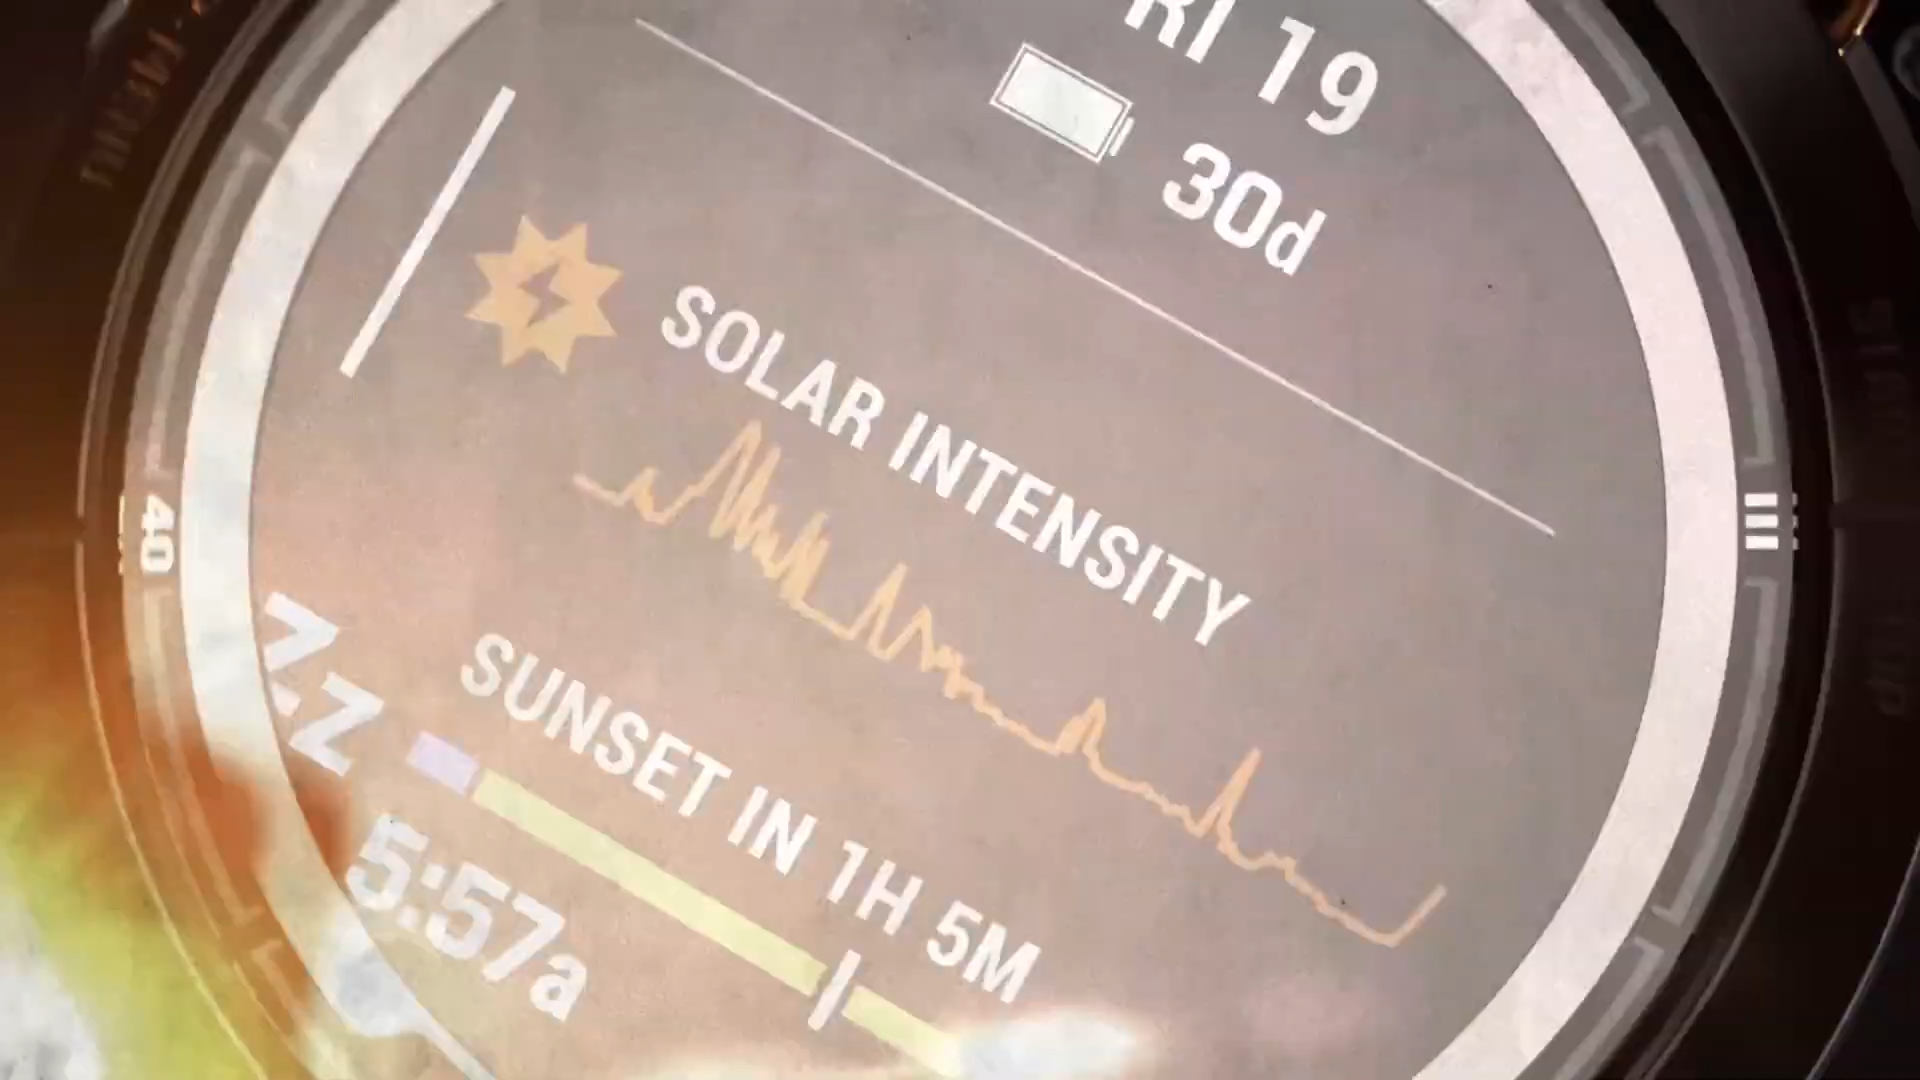 RI 19
30d
SOLAR INTENSITY
SUNSET IN 1H 5M
ZZ
5:57a
40